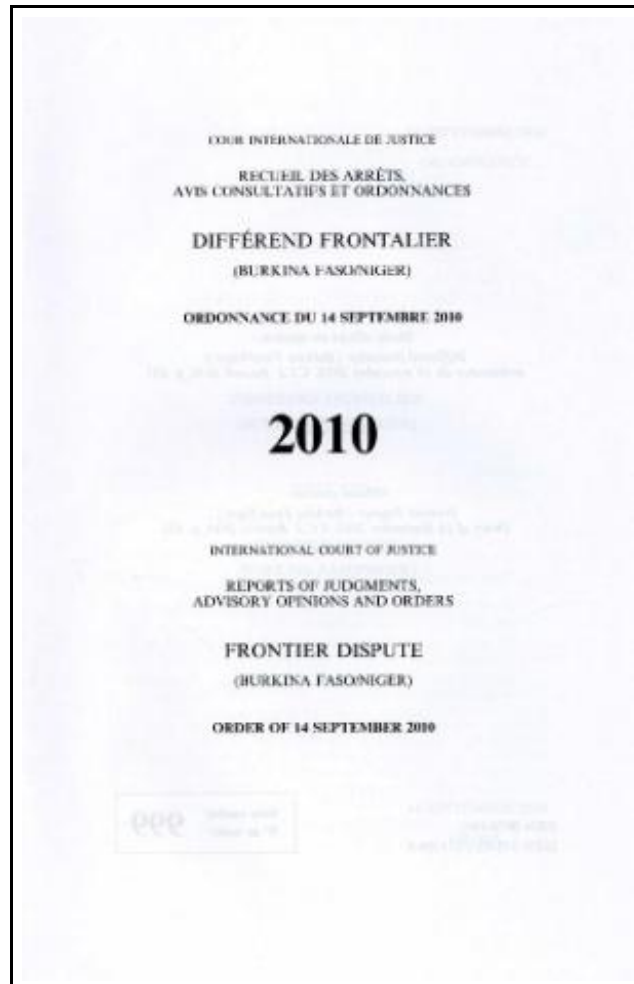 COUR INTERNATIONALE DE JUSTICE
RECUEIL DES ARRÊTS,
AVIS CONSULTATIFS ET ORDONNANCES
DIFFÉREND FRONTALIER
(BURKINA FASO/NIGER)
ORDONNANCE DU 14 SEPTEMBRE 2010
2010
INTERNATIONAL COURT OF JUSTICE
REPORTS OF JUDGMENTS,
ADVISORY OPINIONS AND ORDERS
FRONTIER DISPUTE
(BURKINA FASO/NIGER)
ORDER OF 14 SEPTEMBER 2010
999